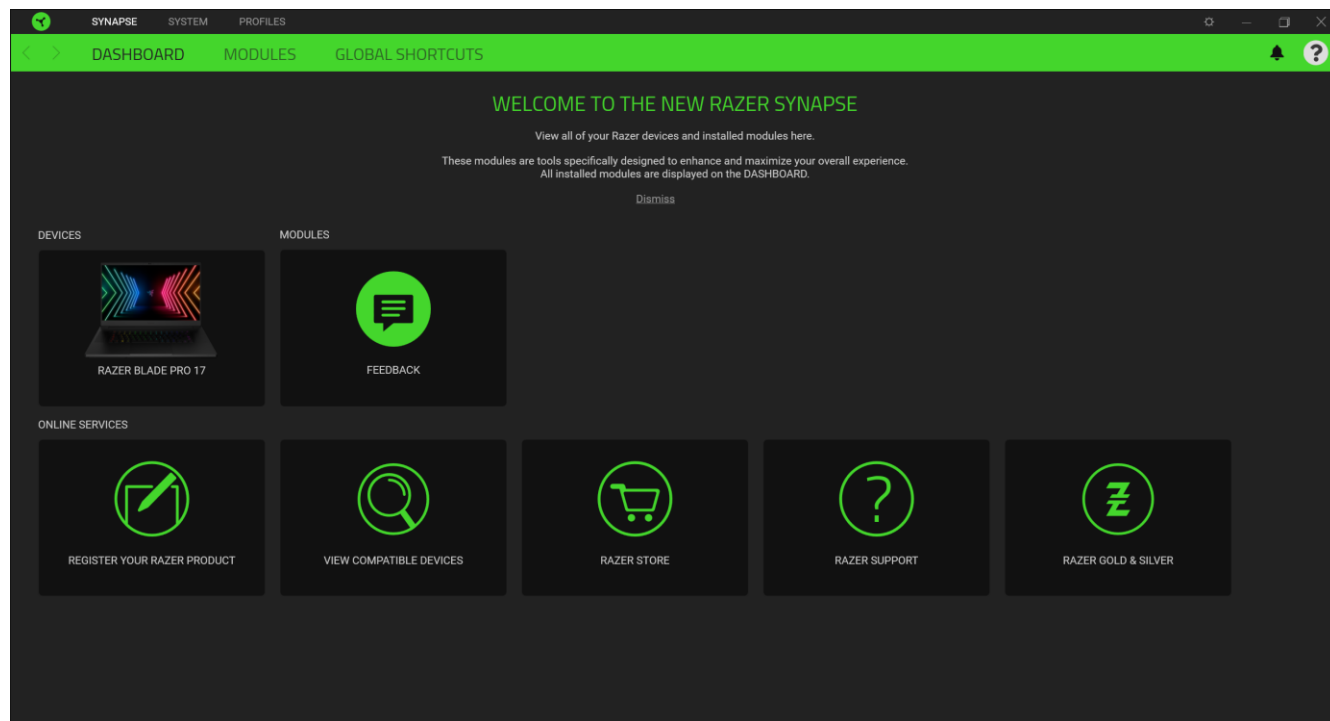 SYNAPSE SYSTEM PROFILES
DASHBOARD MODULES GLOBAL SHORTCUTS
WELCOME TO THE NEW RAZER SYNAPSE
View all of your Razer devices and installed modules here.
These modules are tools specifically designed to enhance and maximize your overall experience.
All installed modules are displayed on the DASHBOARD.
Dismiss
DEVICES MODULES
RAZER BLADE PRO 17 FEEDBACK
ONLINE SERVICES
REGISTER YOUR RAZER PRODUCT VIEW COMPATIBLE DEVICES RAZER STORE RAZER SUPPORT RAZER GOLD & SILVER